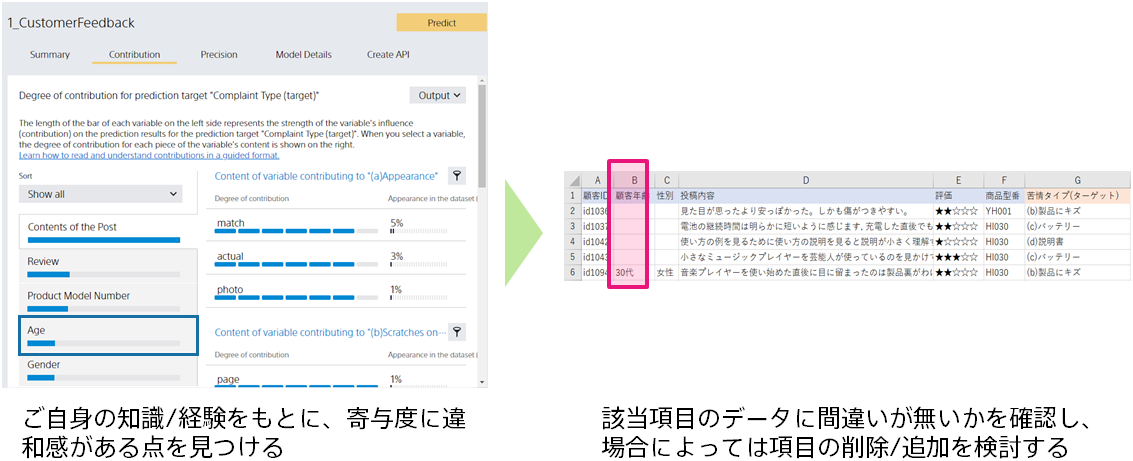 1_CustomerFeedback
Predict
Summary
Contribution
Precision
Model Details
Create API
Degree of contribution for prediction target "Complaint Type (target)"
Output
The length of the bar of each variable on the left side represents the strength of the variable's influence
(contribution) on the prediction results for the prediction target "Complaint Type (target)". When you select a variable,
the degree of contribution for each piece of the variable's content is shown on the right.
Learn how to read and understand contributions in a guided format.
Sort
Show all
Contents of the Post
Review
Product Model Number
Age
Gender
Content of variable contributing to "(a)Appearance"
Degree of contribution
Appearance in the dataset (
match
5%
actual
3%
photo
1%
Content of variable contributing to "(b)Scratches on…
Degree of contribution
Appearance in the dataset (
page
1%
A B C D E F G
1 顧客ID 顧客年齢 性別 投稿内容 評価 商品型番 苦情タイプ(ターゲット)
2 id1036 見た目が思ったより安っぽかった。しかも傷がつきやすい。 ★★☆☆☆ YH001 (b)製品にキズ
3 id1037 電池の継続時間は明らかに短いように感じます,充電した直後でも ★★☆☆☆ HI030 (c)バッテリー
4 id1042 使い方の例を見るために使い方の説明を見ると説明が小さく理解で ★☆☆☆☆ HI030 (d)説明書
5 id1043 小さなミュージックプレイヤーを芸能人が使っているのを見かけて ★★★☆☆ HI030 (c)バッテリー
6 id1094 30代 女性 音楽プレイヤーを使い始めた直後に目に留まったのは製品裏がわに ★★☆☆☆ HI030 (b)製品にキズ
ご自身の知識/経験をもとに、寄与度に違
和感がある点を見つける
該当項目のデータに間違いが無いかを確認し、
場合によっては項目の削除/追加を検討する